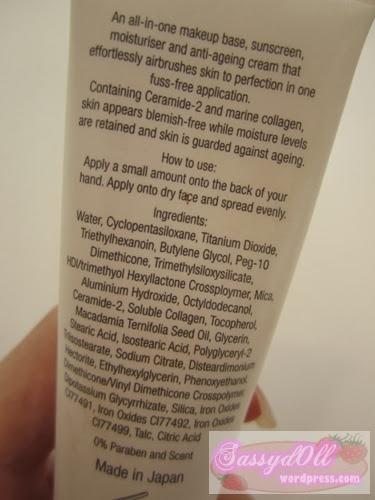 An all-in-one makeup base, sunscreen,
moisturiser and anti-ageing cream that
effortlessly airbrushes skin to perfection in one
fuss-free application.
Containing Ceramide-2 and marine collagen,
skin appears blemish-free while moisture levels
are retained and skin is guarded against ageing.
How to use:
Apply a small amount onto the back of your
hand. Apply onto dry face and spread evenly.
Ingredients:
Water, Cyclopentasiloxane, Titanium Dioxide,
Triethylhexanoin, Butylene Glycol, Peg-10
Dimethicone, Trimethylsiloxysilicate,
HDI/trimethyol Hexyllactone Crossploymer, Mica,
Aluminium Hydroxide, Octyldodecanol,
Ceramide-2, Soluble Collagen, Tocopherol,
Macadamia Ternifolia Seed Oil, Glycerin,
Stearic Acid, Isostearic Acid, Polyglyceryl-2
Triisostearate, Sodium Citrate, Disteardimonium
Hectorite, Ethylhexylglycerin, Phenoxyethanol,
Dimethicone/Vinyl Dimethicone Crosspolymer,
Dipotassium Glycyrrhizate, Silica, Iron Oxides
CI77491, Iron Oxides CI77492, Iron Oxides
CI77499, Talc, Citric Acid
0% Paraben and Scent
Made in Japan
Sassyd0ll
wordpress.com